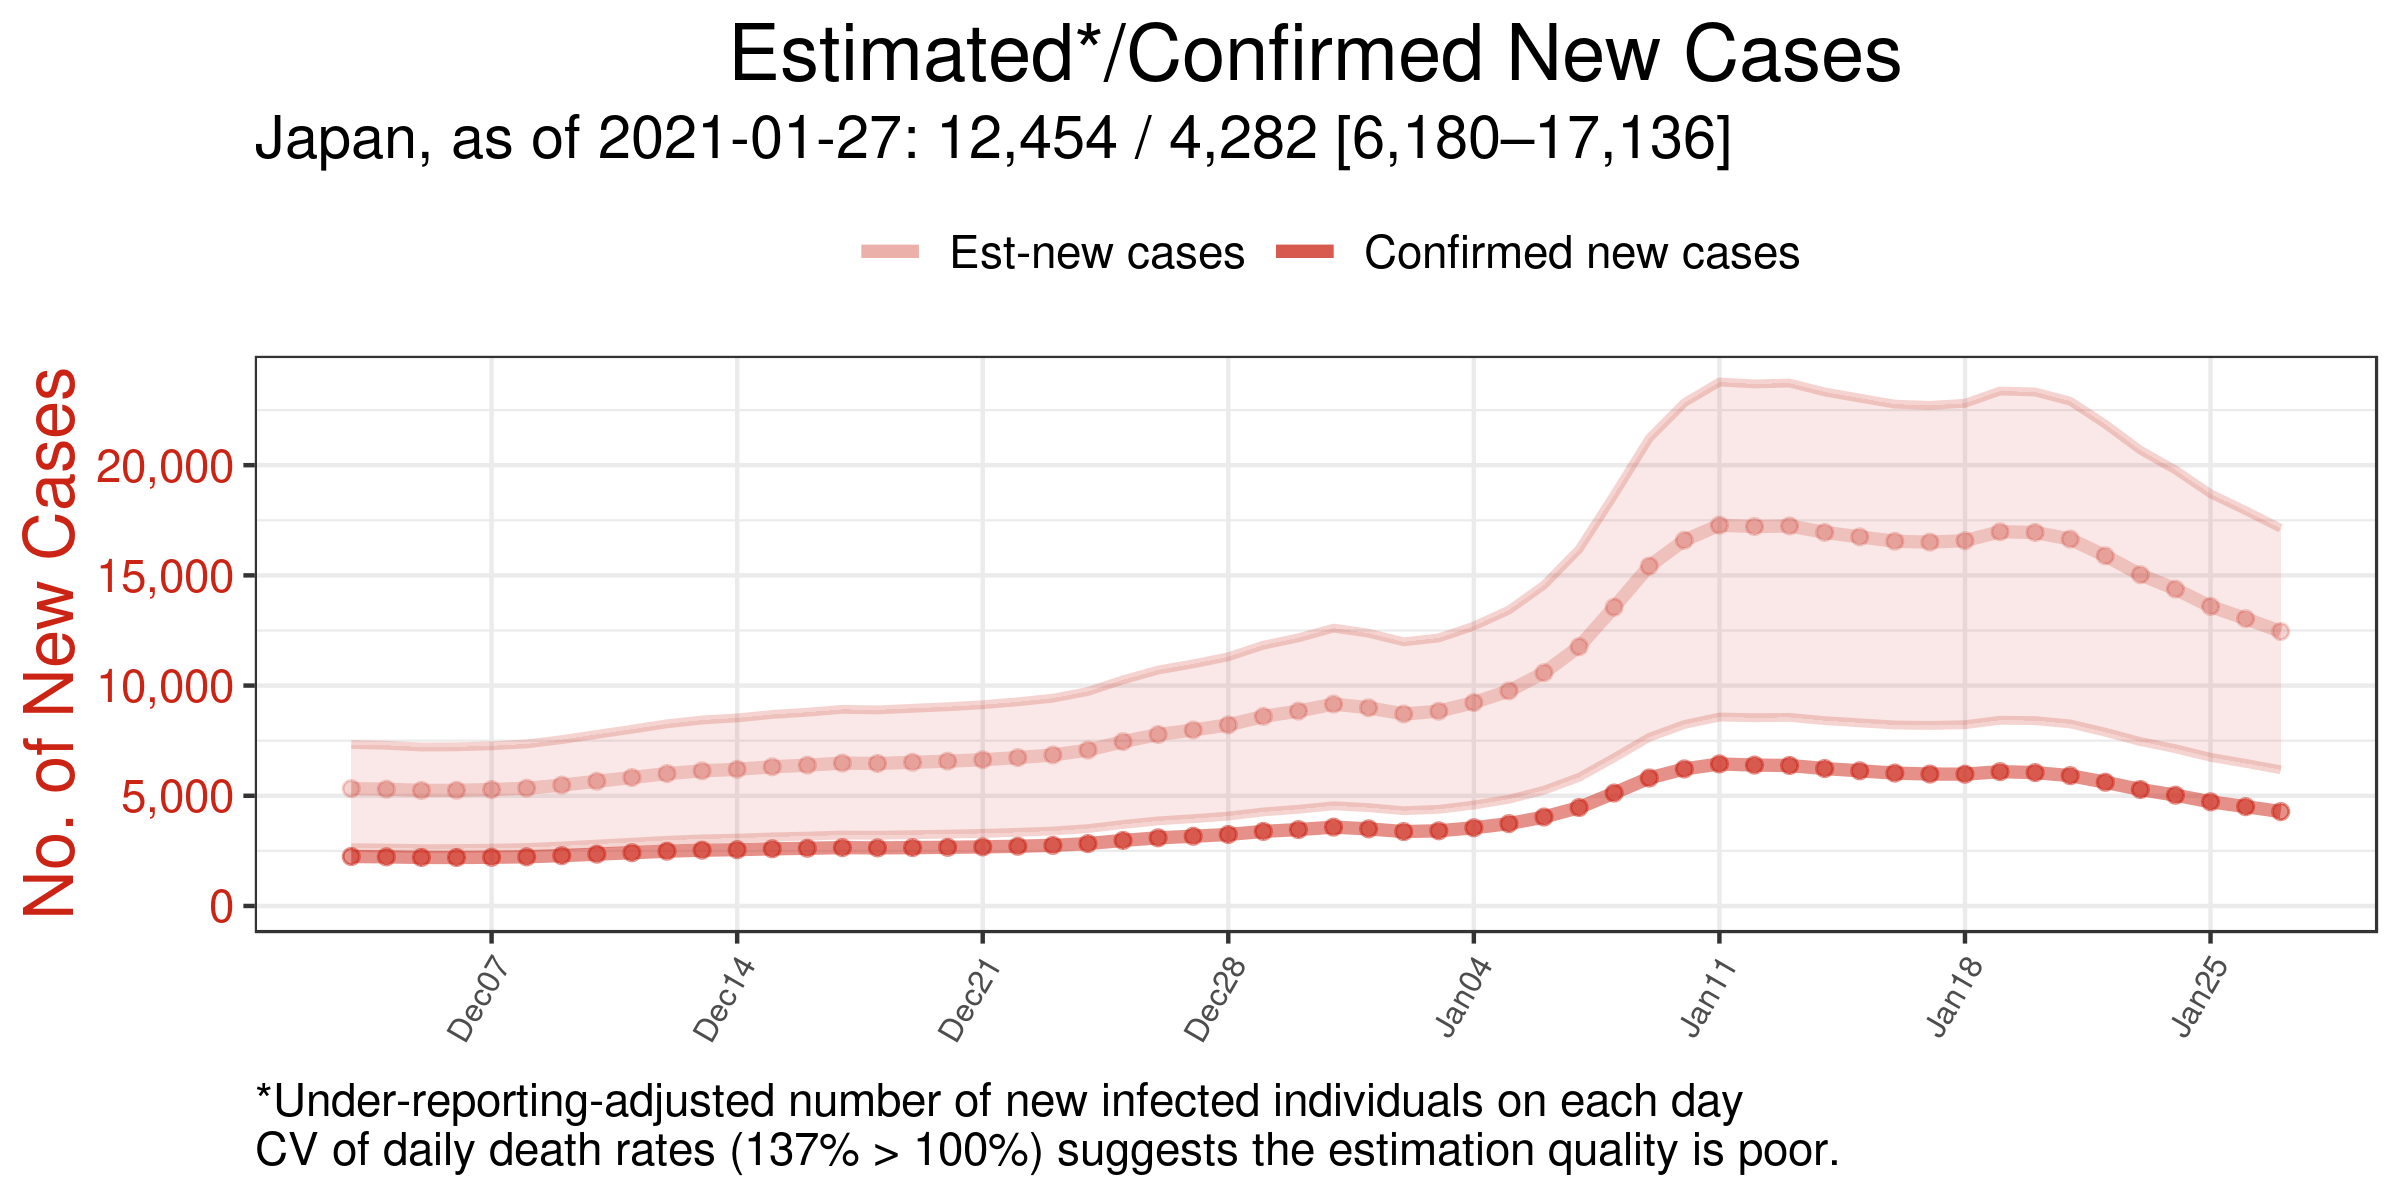 Estimated*/Confirmed New Cases
Japan, as of 2021-01-27: 12,454 / 4,282 [6,180–17,136]
Est-new cases
Confirmed new cases
No. of New Cases
20,000
15,000
10,000
5,000
0
Dec07
Dec14
Dec21
Dec28
Jan04
Jan11
Jan18
Jan25
*Under-reporting-adjusted number of new infected individuals on each day
CV of daily death rates (137% > 100%) suggests the estimation quality is poor.